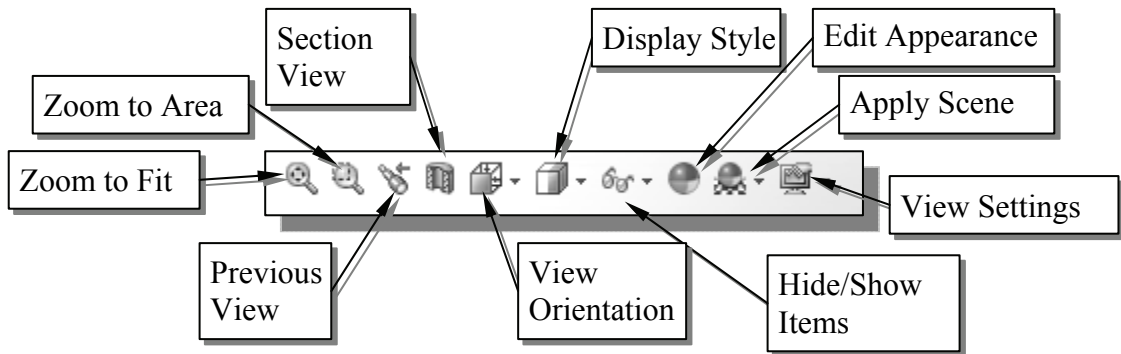 Section
View
Display Style
Edit Appearance
Zoom to Area
Apply Scene
Zoom to Fit
View Settings
Previous
View
View
Orientation
Hide/Show
Items